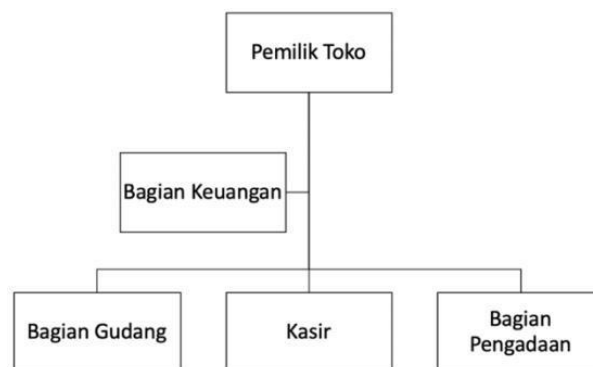 Pemilik Toko
Bagian Keuangan
Bagian Gudang
Kasir
Bagian
Pengadaan